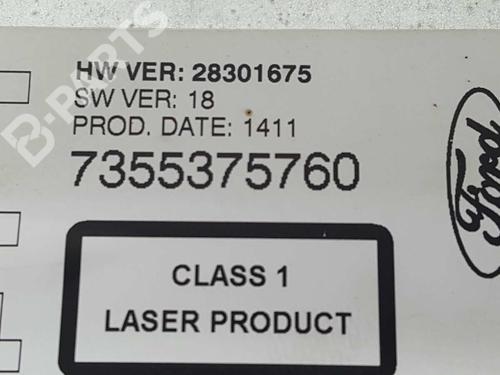 B-PARTS
HW VER: 28301675
SW VER: 18
PROD. DATE: 1411
7355375760
Ford
CLASS 1
LASER PRODUCT